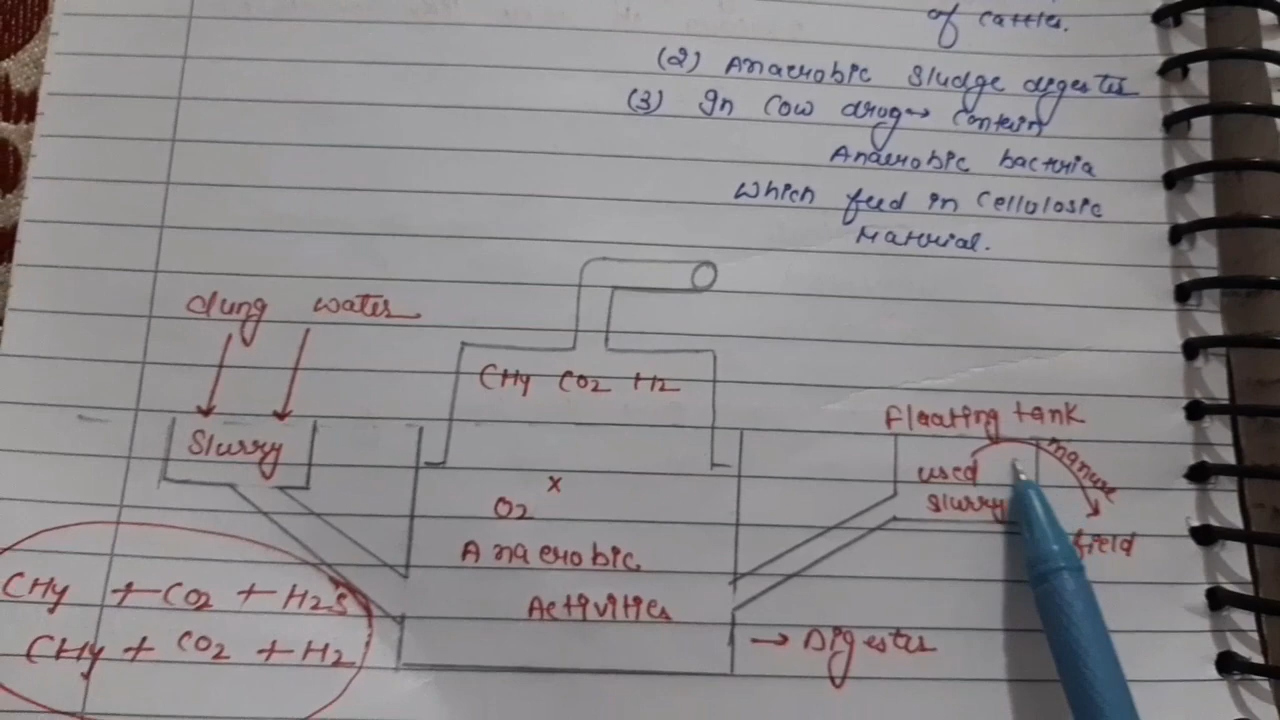 of cattles.
(2) Anaerobic Sludge digester
(3) In Cow drog→ Contain
Anaerobic bacteria
Which feed in Cellulosic
Material.
dung water
CH4 CO2 H2
Floating tank
Slurry
used
manure
slurry
x
O2
field
Anaerobic
CH4 + CO2 + H2S
Activities
CH4 + CO2 + H2
→ Digester